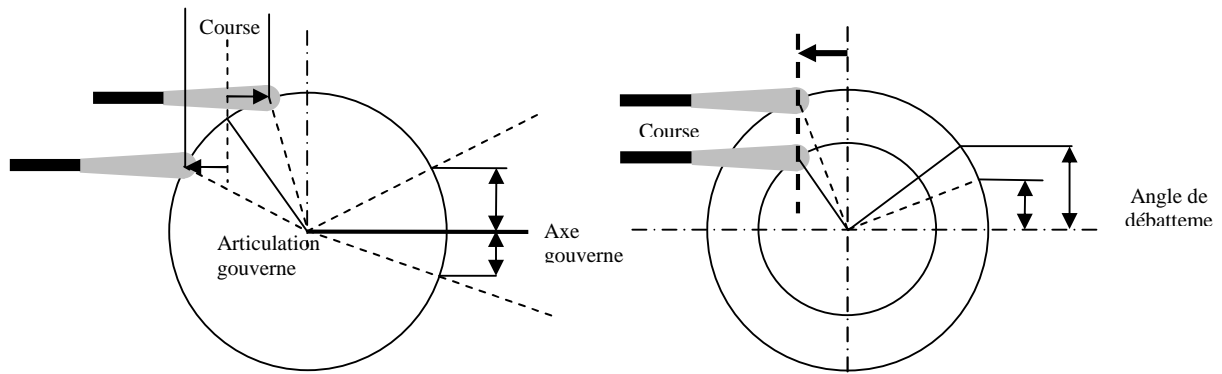 Course
Articulation
gouverne
Axe
gouverne
Course
Angle de
débatteme